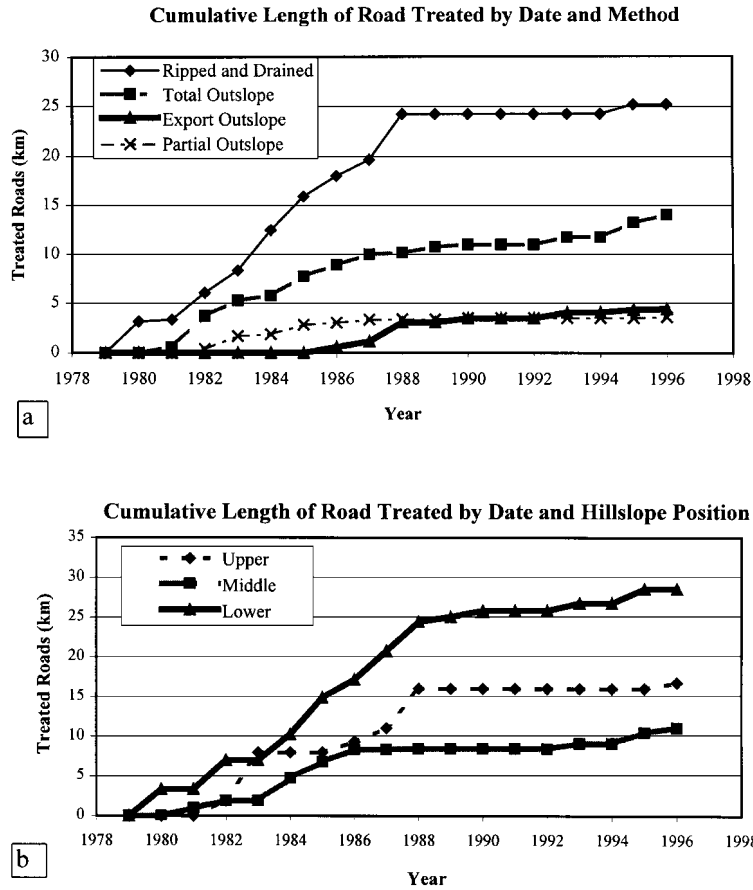 Cumulative Length of Road Treated by Date and Method
30
25
20
15
10
5
0
Treated Roads (km)
Ripped and Drained
Total Outslope
Export Outslope
Partial Outslope
1978 1980 1982 1984 1986 1988 1990 1992 1994 1996 1998
Year
a
Cumulative Length of Road Treated by Date and Hillslope Position
35
30
25
20
15
10
5
0
Treated Roads (km)
Upper
Middle
Lower
1978 1980 1982 1984 1986 1988 1990 1992 1994 1996 1998
Year
b